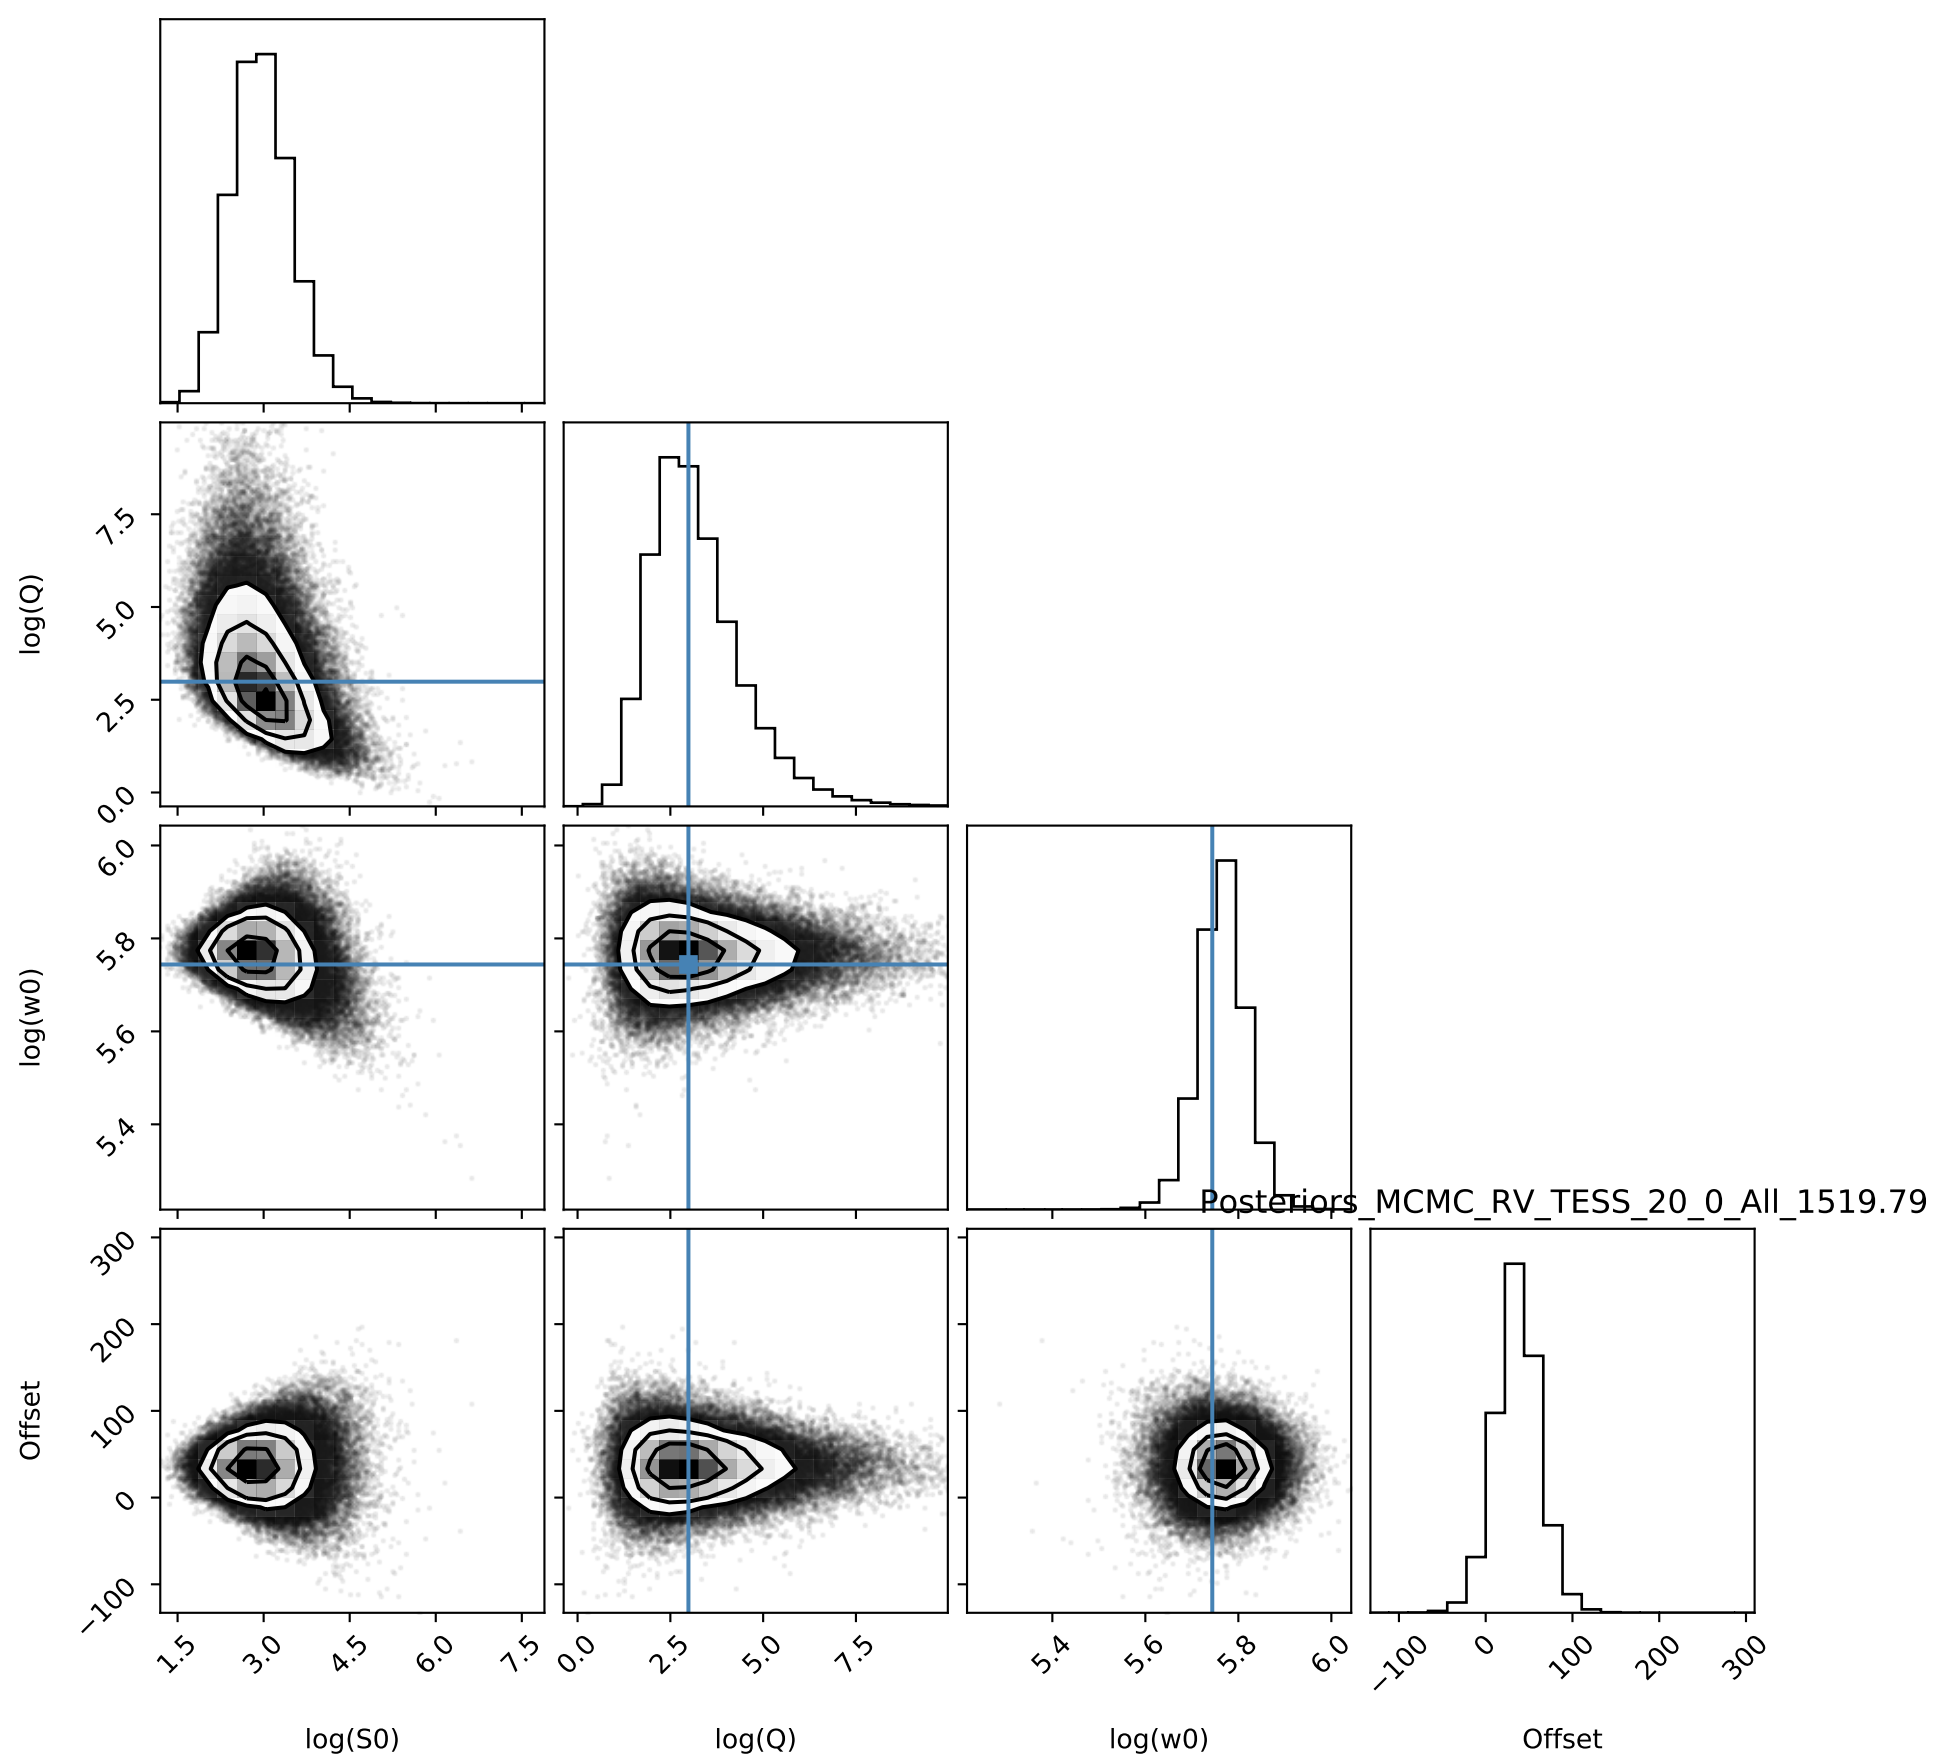 log(Q)
7.5
5.0
2.5
0.0
log(w0)
6.0
5.8
5.6
5.4
Posteriors_MCMC_RV_TESS_20_0_All_1519.79
Offset
300
200
100
0
−100
1.5 3.0 4.5 6.0 7.5
0.0 2.5 5.0 7.5
5.4 5.6 5.8 6.0
−100 0 100 200 300
log(S0) log(Q) log(w0) Offset